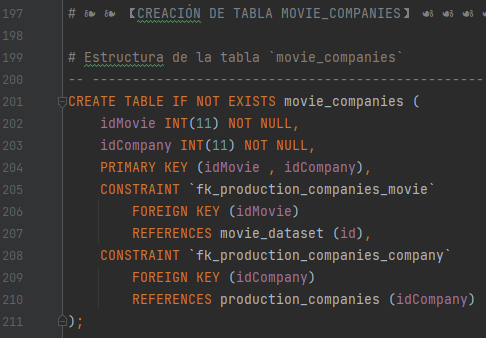 197 # ❧ ❧ 【CREACIÓN DE TABLA MOVIE_COMPANIES】 ☙ ☙ ☙ ☙
198
199 # Estructura de la tabla `movie_companies`
200 -- -------------------------------------------------
201 CREATE TABLE IF NOT EXISTS movie_companies (
202 idMovie INT(11) NOT NULL,
203 idCompany INT(11) NOT NULL,
204 PRIMARY KEY (idMovie , idCompany),
205 CONSTRAINT `fk_production_companies_movie`
206 FOREIGN KEY (idMovie)
207 REFERENCES movie_dataset (id),
208 CONSTRAINT `fk_production_companies_company`
209 FOREIGN KEY (idCompany)
210 REFERENCES production_companies (idCompany)
211 );